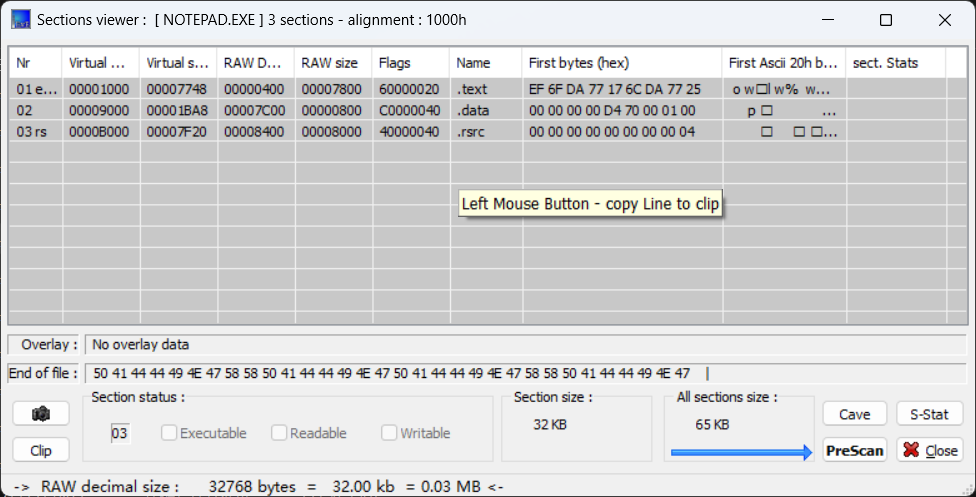 Sections viewer :  [ NOTEPAD.EXE ] 3 sections - alignment : 1000h
Nr Virtual ... Virtual s... RAW D... RAW size Flags Name First bytes (hex) First Ascii 20h b... sect. Stats
01 e... 00001000 00007748 00000400 00007800 60000020 .text EF 6F DA 77 17 6C DA 77 25 o w□l w% w...
02 00009000 00001BA8 00007C00 00000800 C0000040 .data 00 00 00 00 D4 70 00 01 00 p □ ...
03 rs 0000B000 00007F20 00008400 00008000 40000040 .rsrc 00 00 00 00 00 00 00 00 04 □ □ □...
Left Mouse Button - copy Line to clip
Overlay : No overlay data
End of file : 50 41 44 44 49 4E 47 58 58 50 41 44 44 49 4E 47 50 41 44 44 49 4E 47 58 58 50 41 44 44 49 4E 47 |
Section status :
03 Executable Readable Writable
Section size :
32 KB
All sections size :
65 KB
Cave S-Stat
Clip PreScan Close
-> RAW decimal size : 32768 bytes = 32.00 kb = 0.03 MB <-